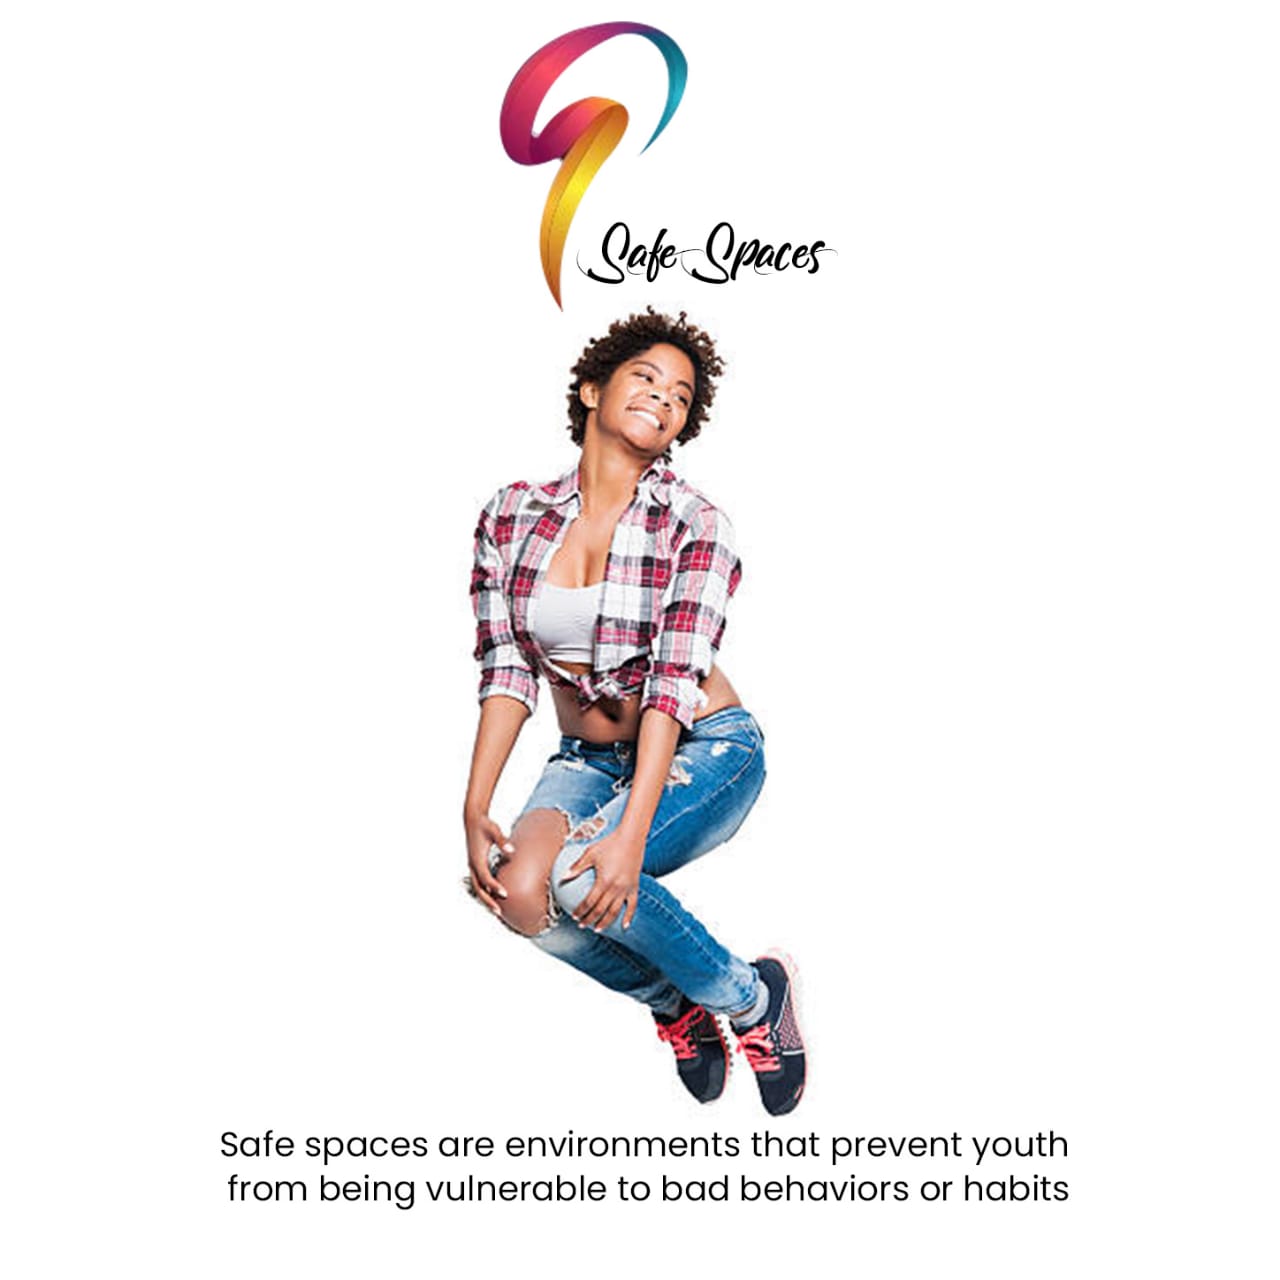 Safe Spaces
Safe spaces are environments that prevent youth
from being vulnerable to bad behaviors or habits